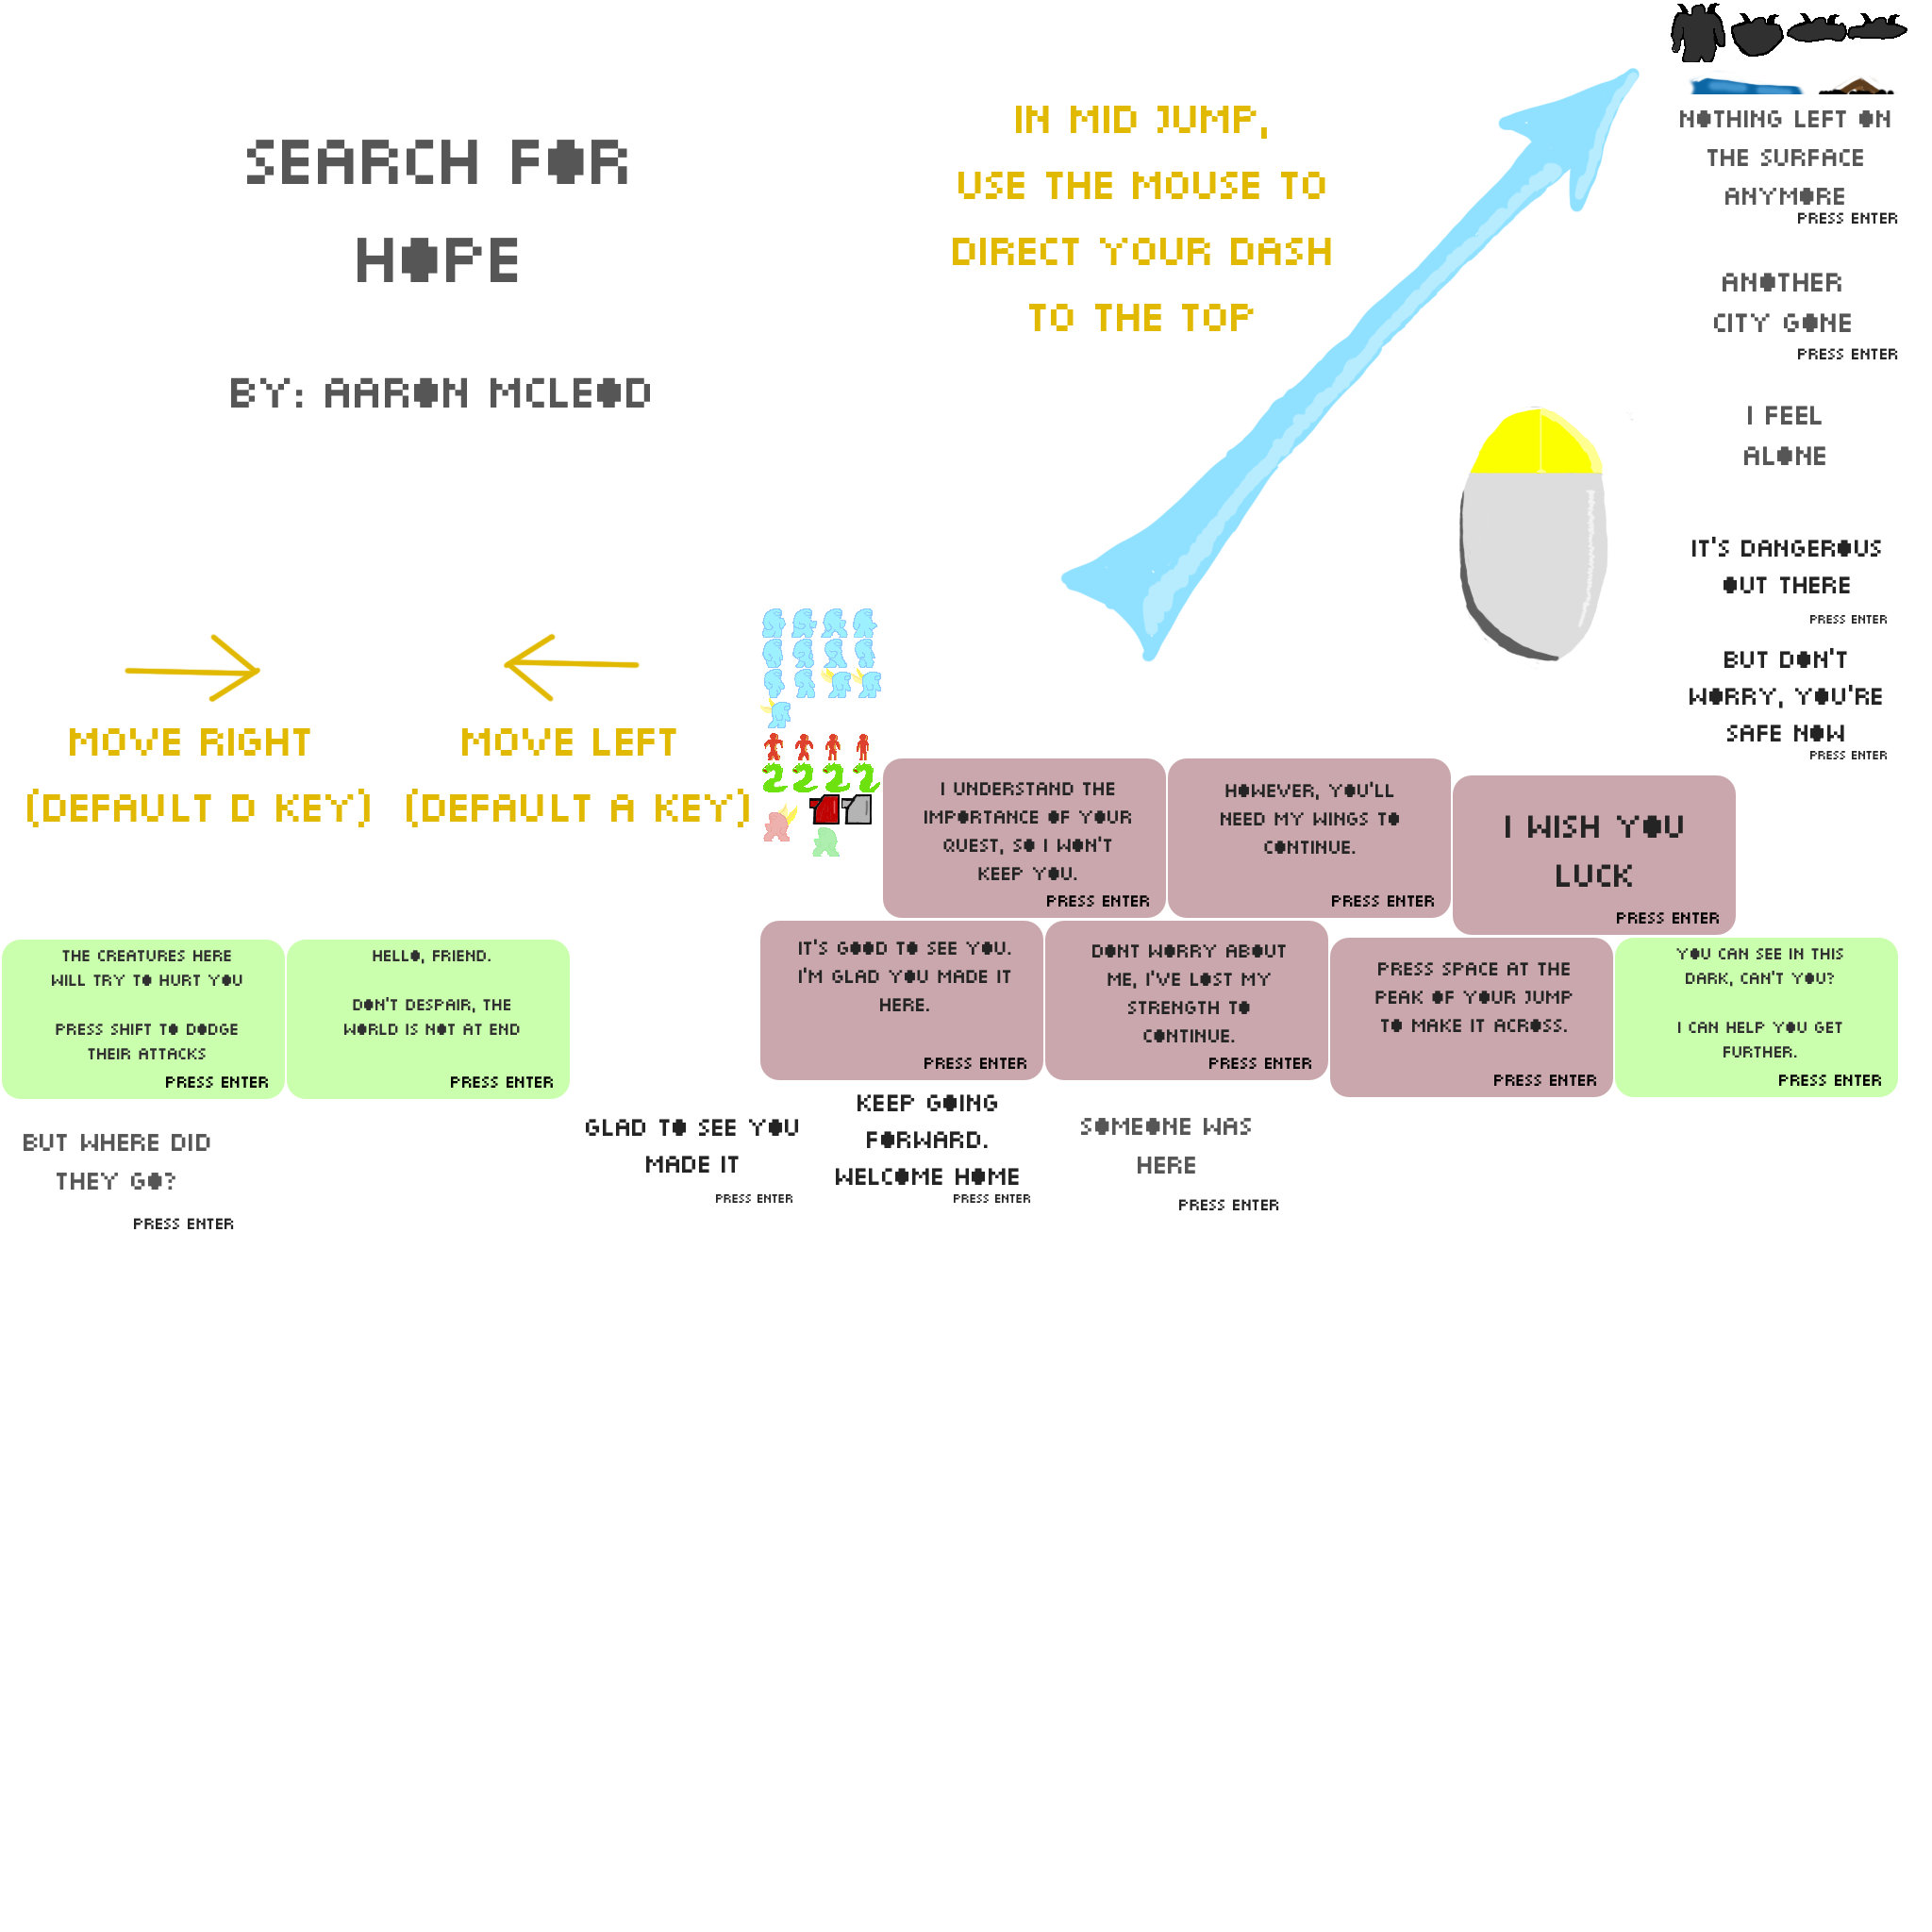 SEARCH FOR
HOPE
BY: AARON MCLEOD
IN MID JUMP,
USE THE MOUSE TO
DIRECT YOUR DASH
TO THE TOP
NOTHING LEFT ON
THE SURFACE
ANYMORE
PRESS ENTER
ANOTHER
CITY GONE
PRESS ENTER
I FEEL
ALONE
IT'S DANGEROUS
OUT THERE
PRESS ENTER
BUT DON'T
WORRY, YOU'RE
SAFE NOW
PRESS ENTER
MOVE RIGHT
(DEFAULT D KEY)
MOVE LEFT
(DEFAULT A KEY)
I UNDERSTAND THE
IMPORTANCE OF YOUR
QUEST, SO I WON'T
KEEP YOU.
PRESS ENTER
HOWEVER, YOU'LL
NEED MY WINGS TO
CONTINUE.
PRESS ENTER
I WISH YOU
LUCK
PRESS ENTER
THE CREATURES HERE
WILL TRY TO HURT YOU
PRESS SHIFT TO DODGE
THEIR ATTACKS
PRESS ENTER
HELLO, FRIEND.
DON'T DESPAIR, THE
WORLD IS NOT AT END
PRESS ENTER
IT'S GOOD TO SEE YOU.
I'M GLAD YOU MADE IT
HERE.
PRESS ENTER
DONT WORRY ABOUT
ME, I'VE LOST MY
STRENGTH TO
CONTINUE.
PRESS ENTER
PRESS SPACE AT THE
PEAK OF YOUR JUMP
TO MAKE IT ACROSS.
PRESS ENTER
YOU CAN SEE IN THIS
DARK, CAN'T YOU?
I CAN HELP YOU GET
FURTHER.
PRESS ENTER
BUT WHERE DID
THEY GO?
PRESS ENTER
GLAD TO SEE YOU
MADE IT
PRESS ENTER
KEEP GOING
FORWARD.
WELCOME HOME
PRESS ENTER
SOMEONE WAS
HERE
PRESS ENTER